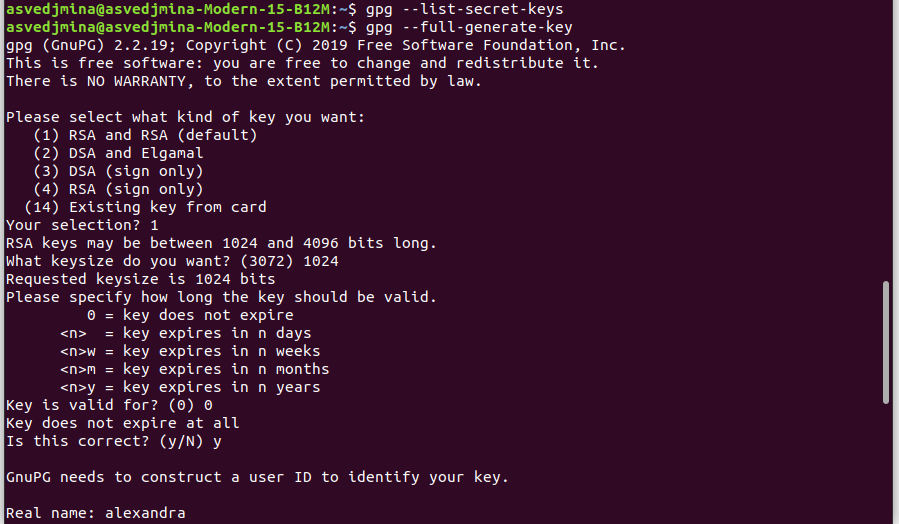 asvedjmina@asvedjmina-Modern-15-B12M:~$ gpg --list-secret-keys
asvedjmina@asvedjmina-Modern-15-B12M:~$ gpg --full-generate-key
gpg (GnuPG) 2.2.19; Copyright (C) 2019 Free Software Foundation, Inc.
This is free software: you are free to change and redistribute it.
There is NO WARRANTY, to the extent permitted by law.

Please select what kind of key you want:
   (1) RSA and RSA (default)
   (2) DSA and Elgamal
   (3) DSA (sign only)
   (4) RSA (sign only)
  (14) Existing key from card
Your selection? 1
RSA keys may be between 1024 and 4096 bits long.
What keysize do you want? (3072) 1024
Requested keysize is 1024 bits
Please specify how long the key should be valid.
         0 = key does not expire
      <n>  = key expires in n days
      <n>w = key expires in n weeks
      <n>m = key expires in n months
      <n>y = key expires in n years
Key is valid for? (0) 0
Key does not expire at all
Is this correct? (y/N) y

GnuPG needs to construct a user ID to identify your key.

Real name: alexandra